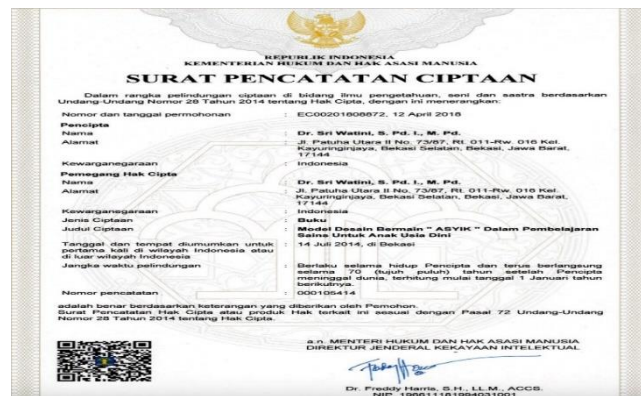 REPUBLIK INDONESIA
KEMENTERIAN HUKUM DAN HAK ASASI MANUSIA
SURAT PENCATATAN CIPTAAN
Dalam rangka pelindungan ciptaan di bidang ilmu pengetahuan, seni dan sastra berdasarkan
Undang-Undang Nomor 28 Tahun 2014 tentang Hak Cipta, dengan ini menerangkan:
Nomor dan tanggal permohonan : EC00201808872, 12 April 2018
Pencipta
Nama : Dr. Sri Watini, S. Pd. I., M. Pd.
Alamat : Jl. Patuha Utara II No. 73/87, Rt. 011-Rw. 016 Kel.
Kayuringinjaya, Bekasi Selatan, Bekasi, Jawa Barat,
17144
Kewarganegaraan : Indonesia
Pemegang Hak Cipta
Nama : Dr. Sri Watini, S. Pd. I., M. Pd.
Alamat : Jl. Patuha Utara II No. 73/87, Rt. 011-Rw. 016 Kel.
Kayuringinjaya, Bekasi Selatan, Bekasi, Jawa Barat,
17144
Kewarganegaraan : Indonesia
Jenis Ciptaan : Buku
Judul Ciptaan : Model Desain Bermain " ASYIK " Dalam Pembelajaran
Sains Untuk Anak Usia Dini
Tanggal dan tempat diumumkan untuk : 14 Juli 2014, di Bekasi
pertama kali di wilayah Indonesia atau
di luar wilayah Indonesia
Jangka waktu pelindungan : Berlaku selama hidup Pencipta dan terus berlangsung
selama 70 (tujuh puluh) tahun setelah Pencipta
meninggal dunia, terhitung mulai tanggal 1 Januari tahun
berikutnya.
Nomor pencatatan : 000105414
adalah benar berdasarkan keterangan yang diberikan oleh Pemohon.
Surat Pencatatan Hak Cipta atau produk Hak terkait ini sesuai dengan Pasal 72 Undang-Undang
Nomor 28 Tahun 2014 tentang Hak Cipta.
a.n. MENTERI HUKUM DAN HAK ASASI MANUSIA
DIREKTUR JENDERAL KEKAYAAN INTELEKTUAL
Dr. Freddy Harris, S.H., LL.M., ACCS.
NIP. 196611181994031001